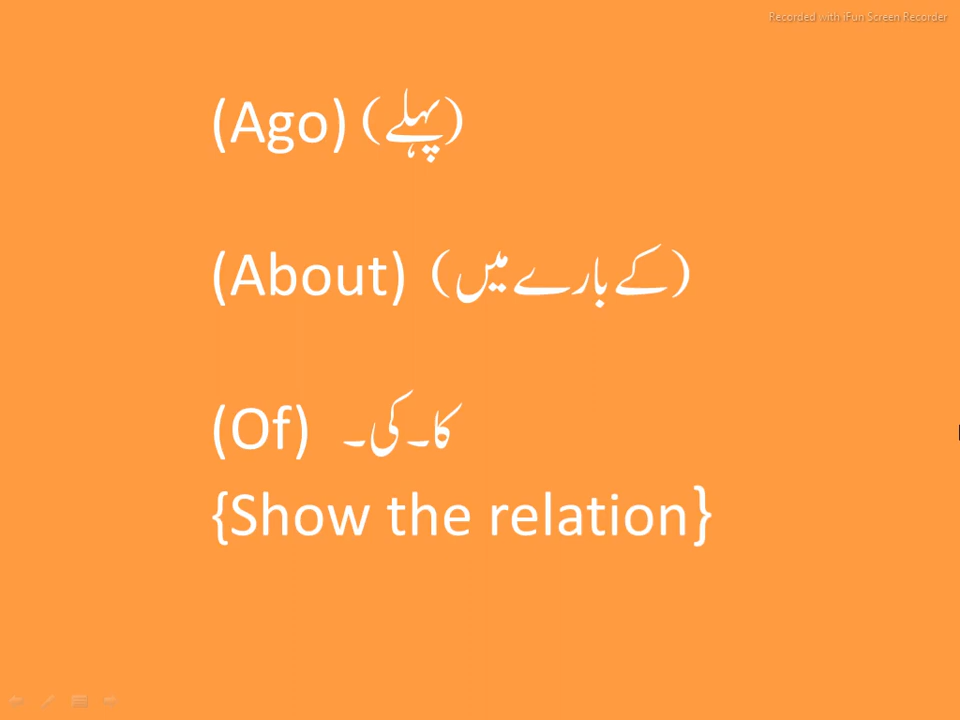 Recorded with iFun Screen Recorder
(Ago) (پہلے)
(About) (کے بارے میں)
(Of) کا۔کی۔
{Show the relation}